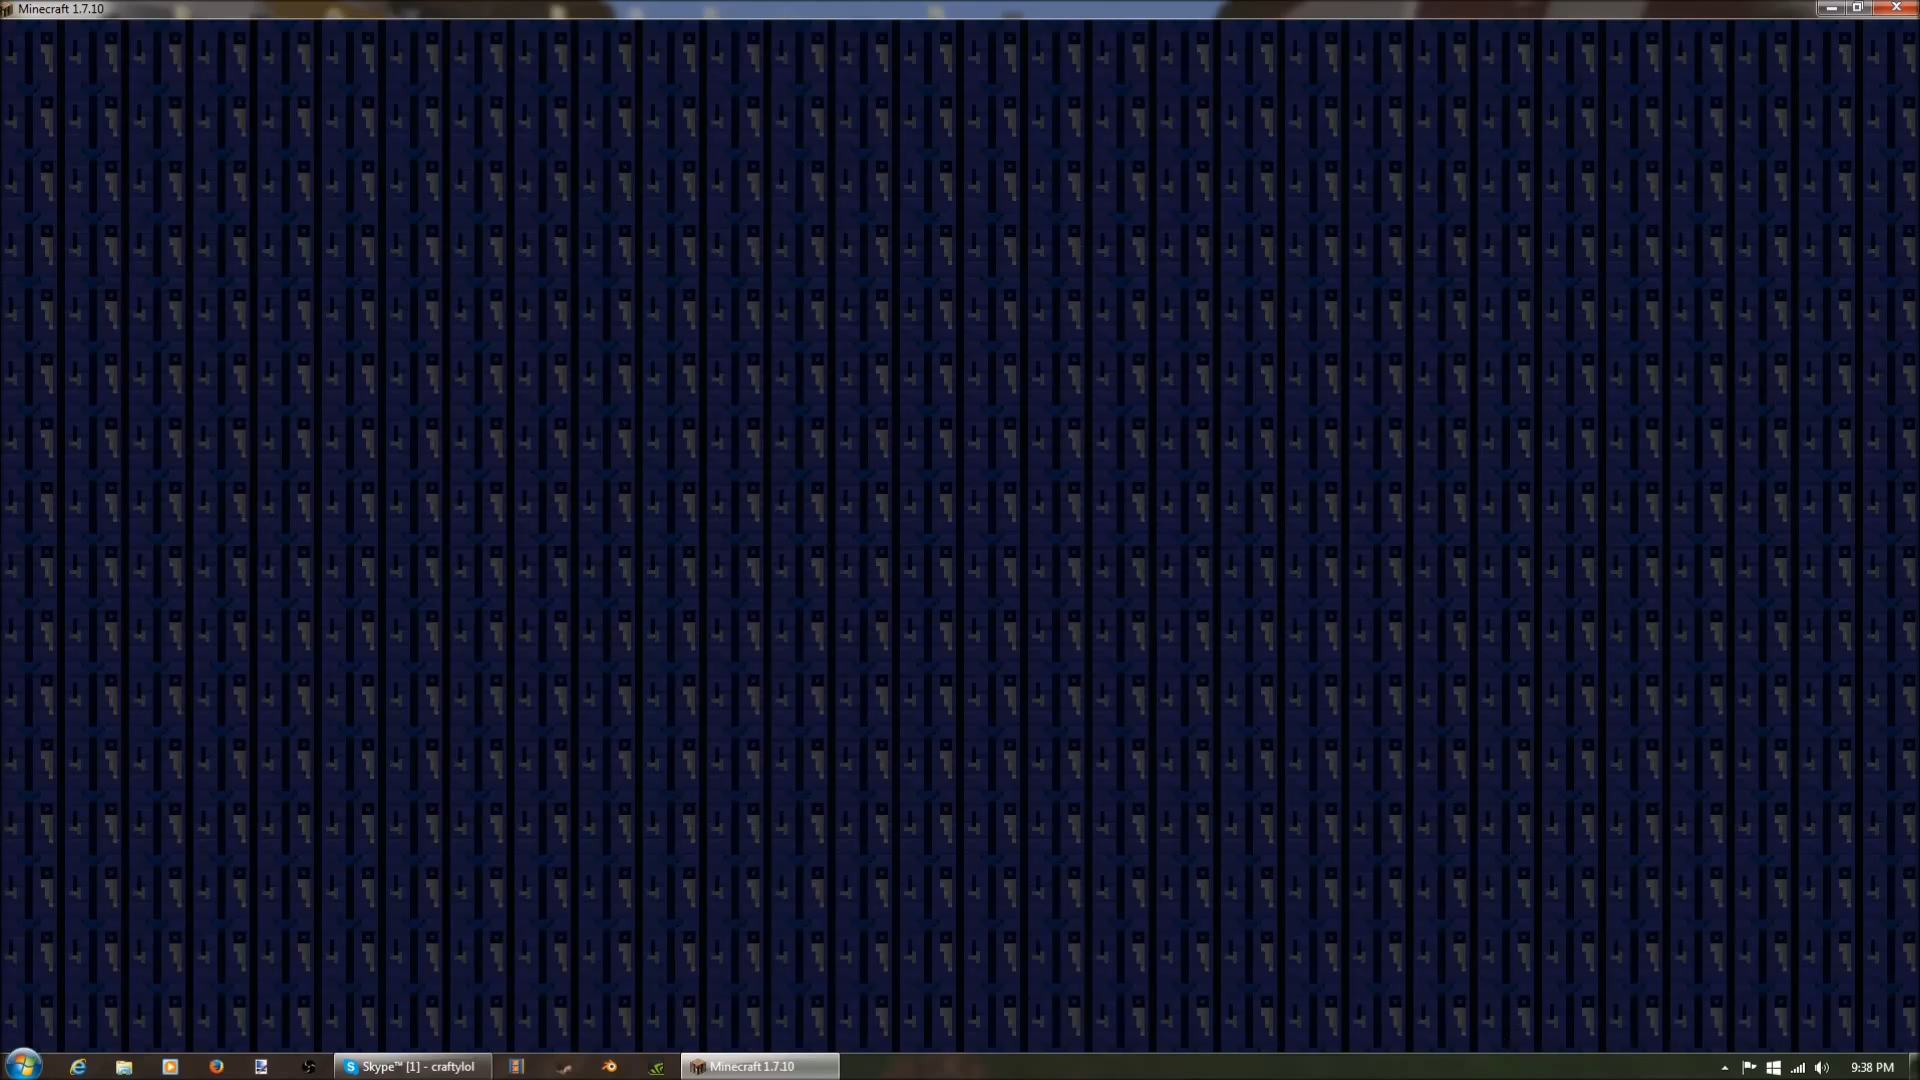 Minecraft 1.7.10
Skype™ [1] - craftylol
Minecraft 1.7.10
9:38 PM